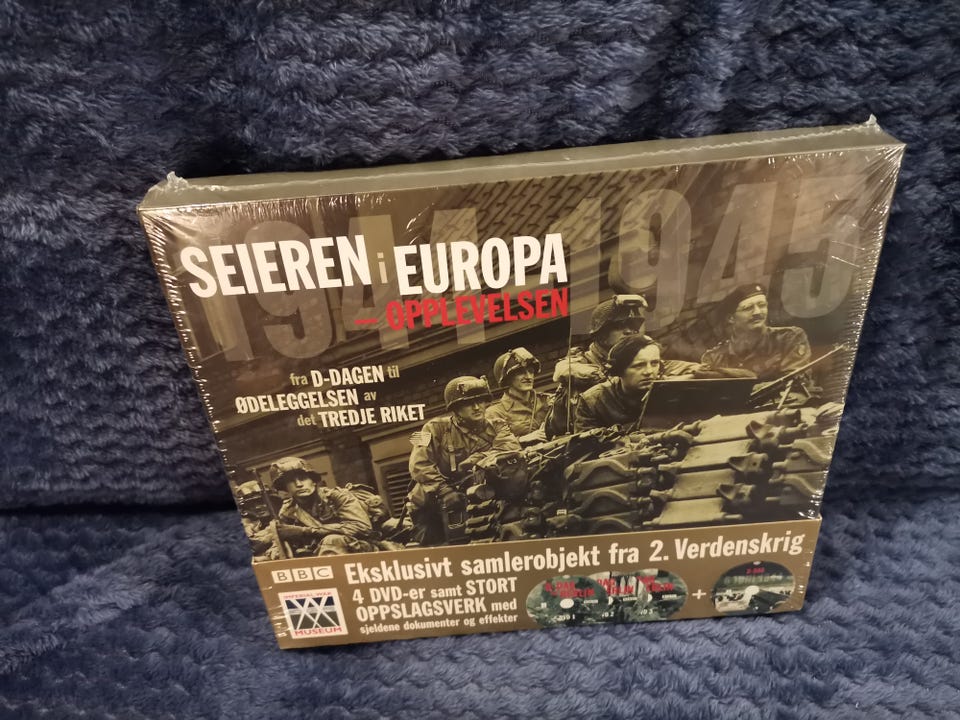 1944-1945
SEIEREN i EUROPA
– OPPLEVELSEN
fra D-DAGEN til
ØDELEGGELSEN av
det TREDJE RIKET
BBC
Eksklusivt samlerobjekt fra 2. Verdenskrig
4 DVD-er samt STORT
OPPSLAGSVERK med
sjeldene dokumenter og effekter
+
IMPERIAL WAR
MUSEUM